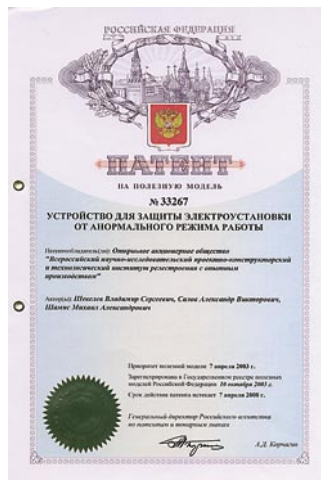 РОССИЙСКАЯ ФЕДЕРАЦИЯ
ПАТЕНТ
НА ПОЛЕЗНУЮ МОДЕЛЬ
№ 33267
УСТРОЙСТВО ДЛЯ ЗАЩИТЫ ЭЛЕКТРОУСТАНОВКИ
ОТ АНОРМАЛЬНОГО РЕЖИМА РАБОТЫ
Патентообладатель(ли): Открытое акционерное общество
"Всероссийский научно-исследовательский проектно-конструкторский
и технологический институт релестроения с опытным
производством"
Автор(ы): Шевелев Владимир Сергеевич, Силов Александр Викторович,
Шамис Михаил Александрович
Приоритет полезной модели 7 апреля 2003 г.
Зарегистрировано в Государственном реестре полезных
моделей Российской Федерации 10 октября 2003 г.
Срок действия патента истекает 7 апреля 2008 г.
Генеральный директор Российского агентства
по патентам и товарным знакам
А.Д. Корчагин